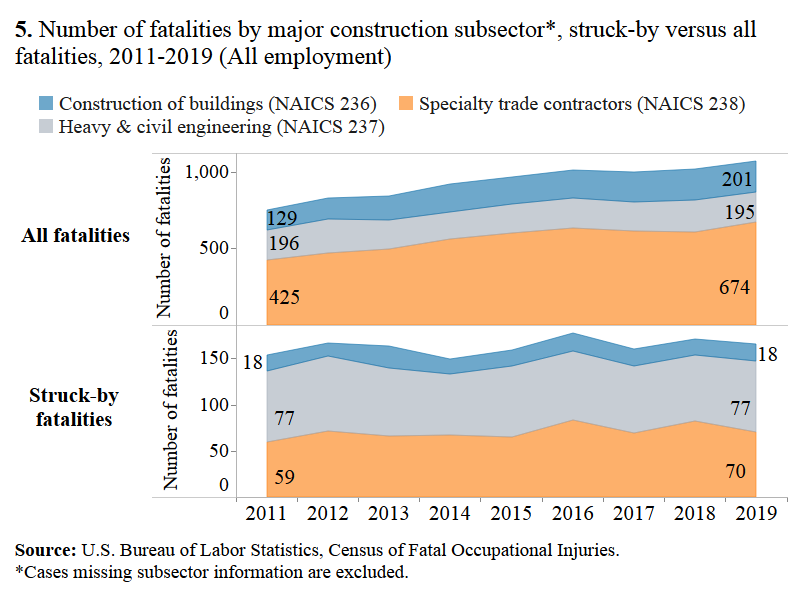 5. Number of fatalities by major construction subsector*, struck-by versus all
fatalities, 2011-2019 (All employment)
Construction of buildings (NAICS 236)
Specialty trade contractors (NAICS 238)
Heavy & civil engineering (NAICS 237)
All fatalities
Number of fatalities
1,000
500
0
129
196
425
201
195
674
Struck-by
fatalities
Number of fatalities
150
100
50
0
18
77
59
18
77
70
2011 2012 2013 2014 2015 2016 2017 2018 2019
Source: U.S. Bureau of Labor Statistics, Census of Fatal Occupational Injuries.
*Cases missing subsector information are excluded.